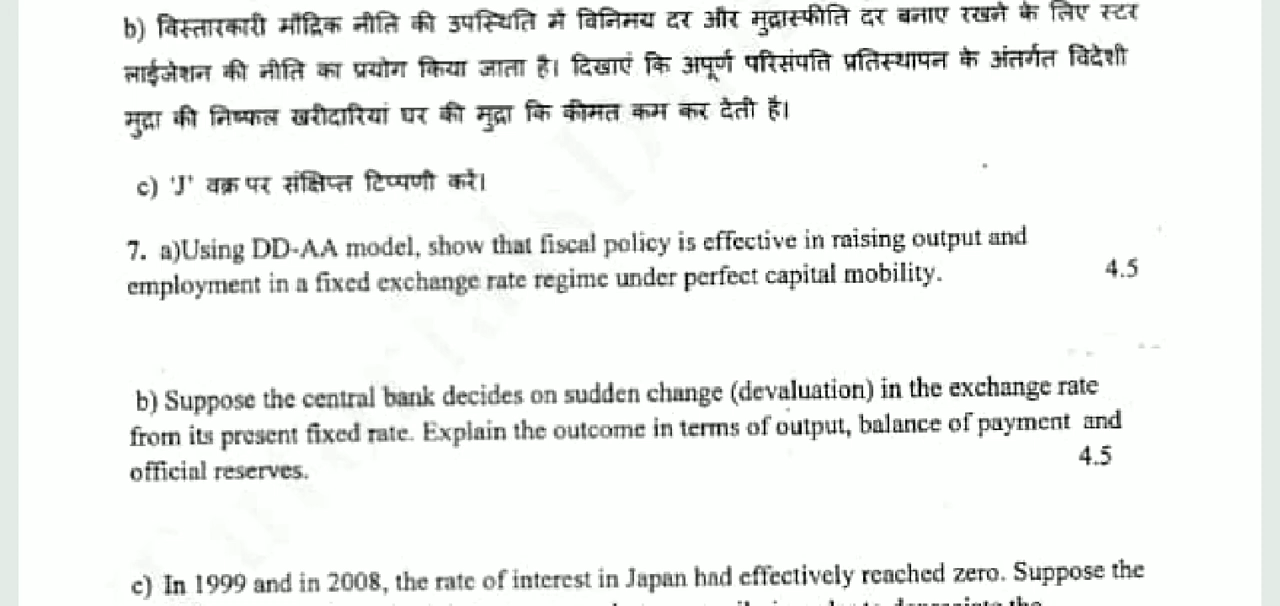 b) विस्तारकारी मौद्रिक नीति की उपस्थिति में विनिमय दर और मुद्रास्फीति दर बनाए रखने के लिए स्टर
लाईजेशन की नीति का प्रयोग किया जाता है। दिखाएं कि अपूर्ण परिसंपति प्रतिस्थापन के अंतर्गत विदेशी
मुद्रा की निष्फल खरीदारियां घर की मुद्रा कि कीमत कम कर देती है।
c) 'J' वक्र पर संक्षिप्त टिप्पणी करें।
7. a)Using DD-AA model, show that fiscal policy is effective in raising output and
employment in a fixed exchange rate regime under perfect capital mobility. 4.5
b) Suppose the central bank decides on sudden change (devaluation) in the exchange rate
from its present fixed rate. Explain the outcome in terms of output, balance of payment and
official reserves. 4.5
c) In 1999 and in 2008, the rate of interest in Japan had effectively reached zero. Suppose the